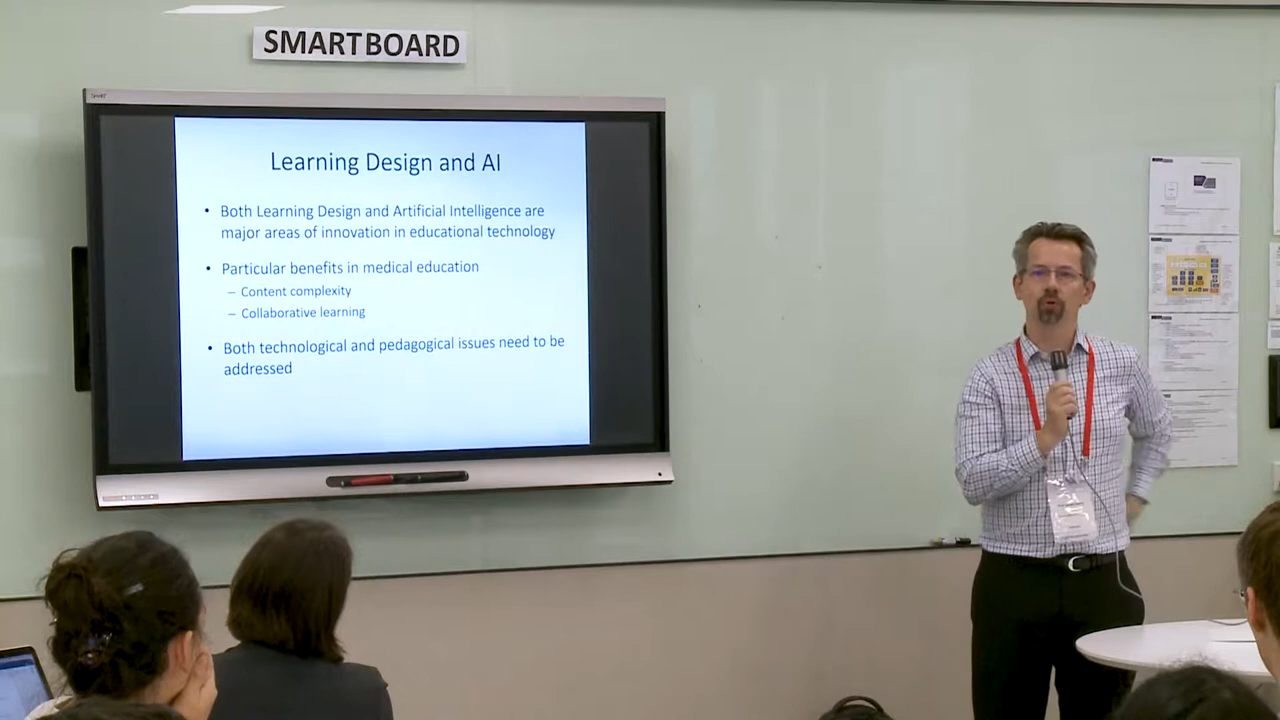 SMARTBOARD
Learning Design and AI
• Both Learning Design and Artificial Intelligence are
major areas of innovation in educational technology
• Particular benefits in medical education
– Content complexity
– Collaborative learning
• Both technological and pedagogical issues need to be
addressed